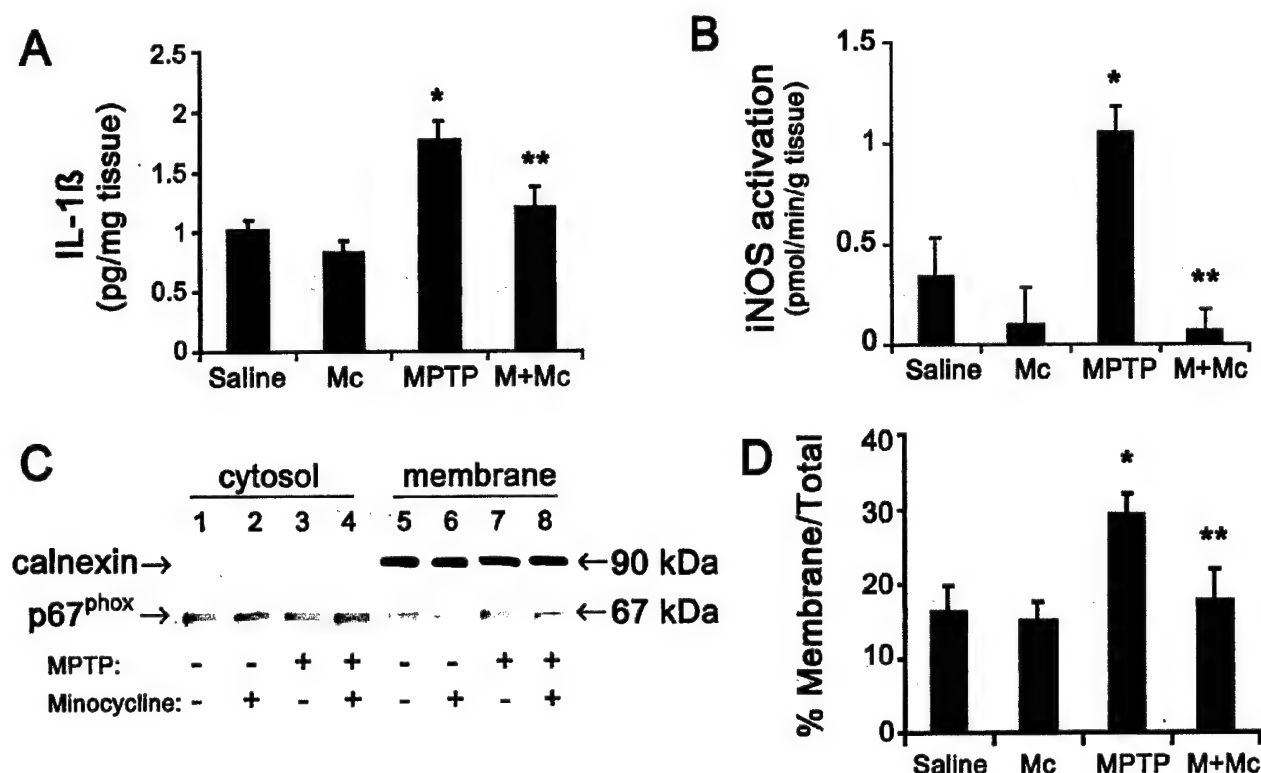 A
IL-1ß
(pg/mg tissue)
2.5
2
1.5
1
0.5
0
*
**
Saline Mc MPTP M+Mc
B
iNOS activation
(pmol/min/g tissue)
1.5
1
0.5
0
*
**
Saline Mc MPTP M+Mc
C
cytosol membrane
1 2 3 4 5 6 7 8
calnexin→ ←90 kDa
p67phox→ ←67 kDa
MPTP: - - + + - - + +
Minocycline: - + - + - + - +
D
% Membrane/Total
40
30
20
10
0
*
**
Saline Mc MPTP M+Mc